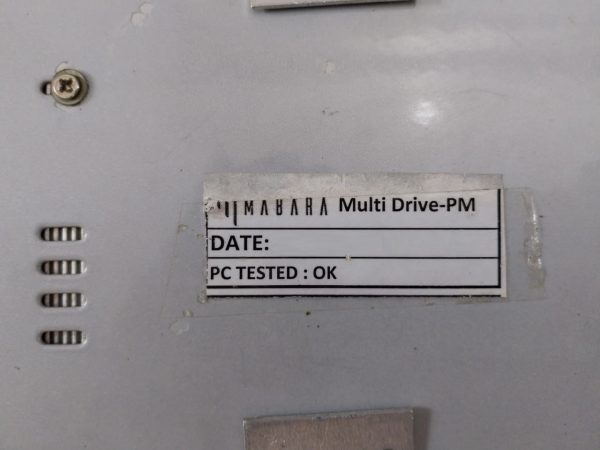 MABARA Multi Drive-PM
DATE:
PC TESTED : OK